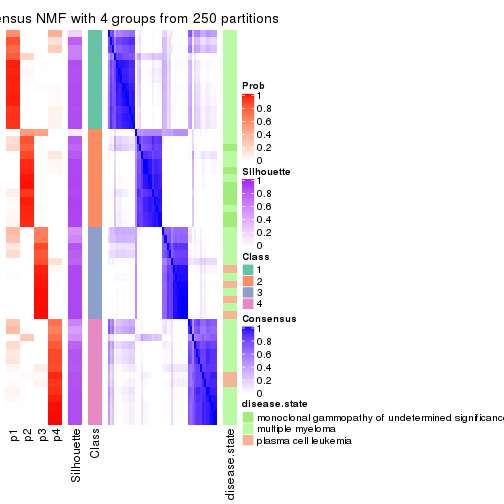 ensus NMF with 4 groups from 250 partitions
Prob
1
0.8
0.6
0.4
0.2
0
Silhouette
1
0.8
0.6
0.4
0.2
0
Class
1
2
3
4
Consensus
1
0.8
0.6
0.4
0.2
0
disease.state
monoclonal gammopathy of undetermined significance
multiple myeloma
plasma cell leukemia
p1
p2
p3
p4
Silhouette
Class
disease.state